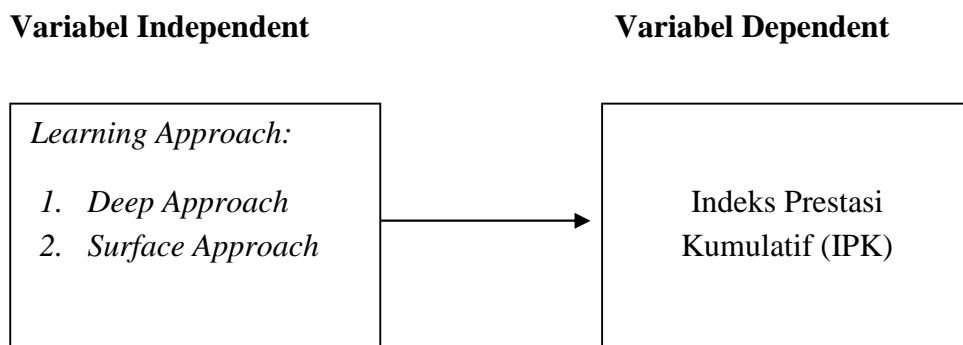 Variabel Independent
Variabel Dependent
Learning Approach:
1. Deep Approach
2. Surface Approach
Indeks Prestasi
Kumulatif (IPK)